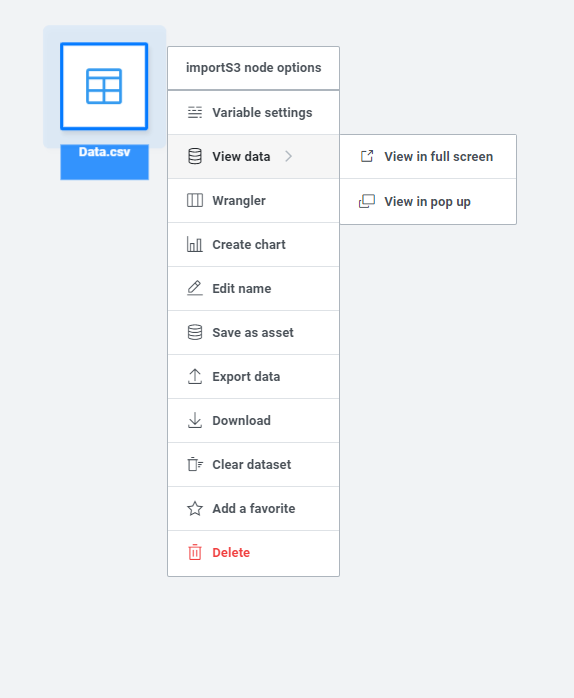 Data.csv
importS3 node options
Variable settings
View data
View in full screen
View in pop up
Wrangler
Create chart
Edit name
Save as asset
Export data
Download
Clear dataset
Add a favorite
Delete